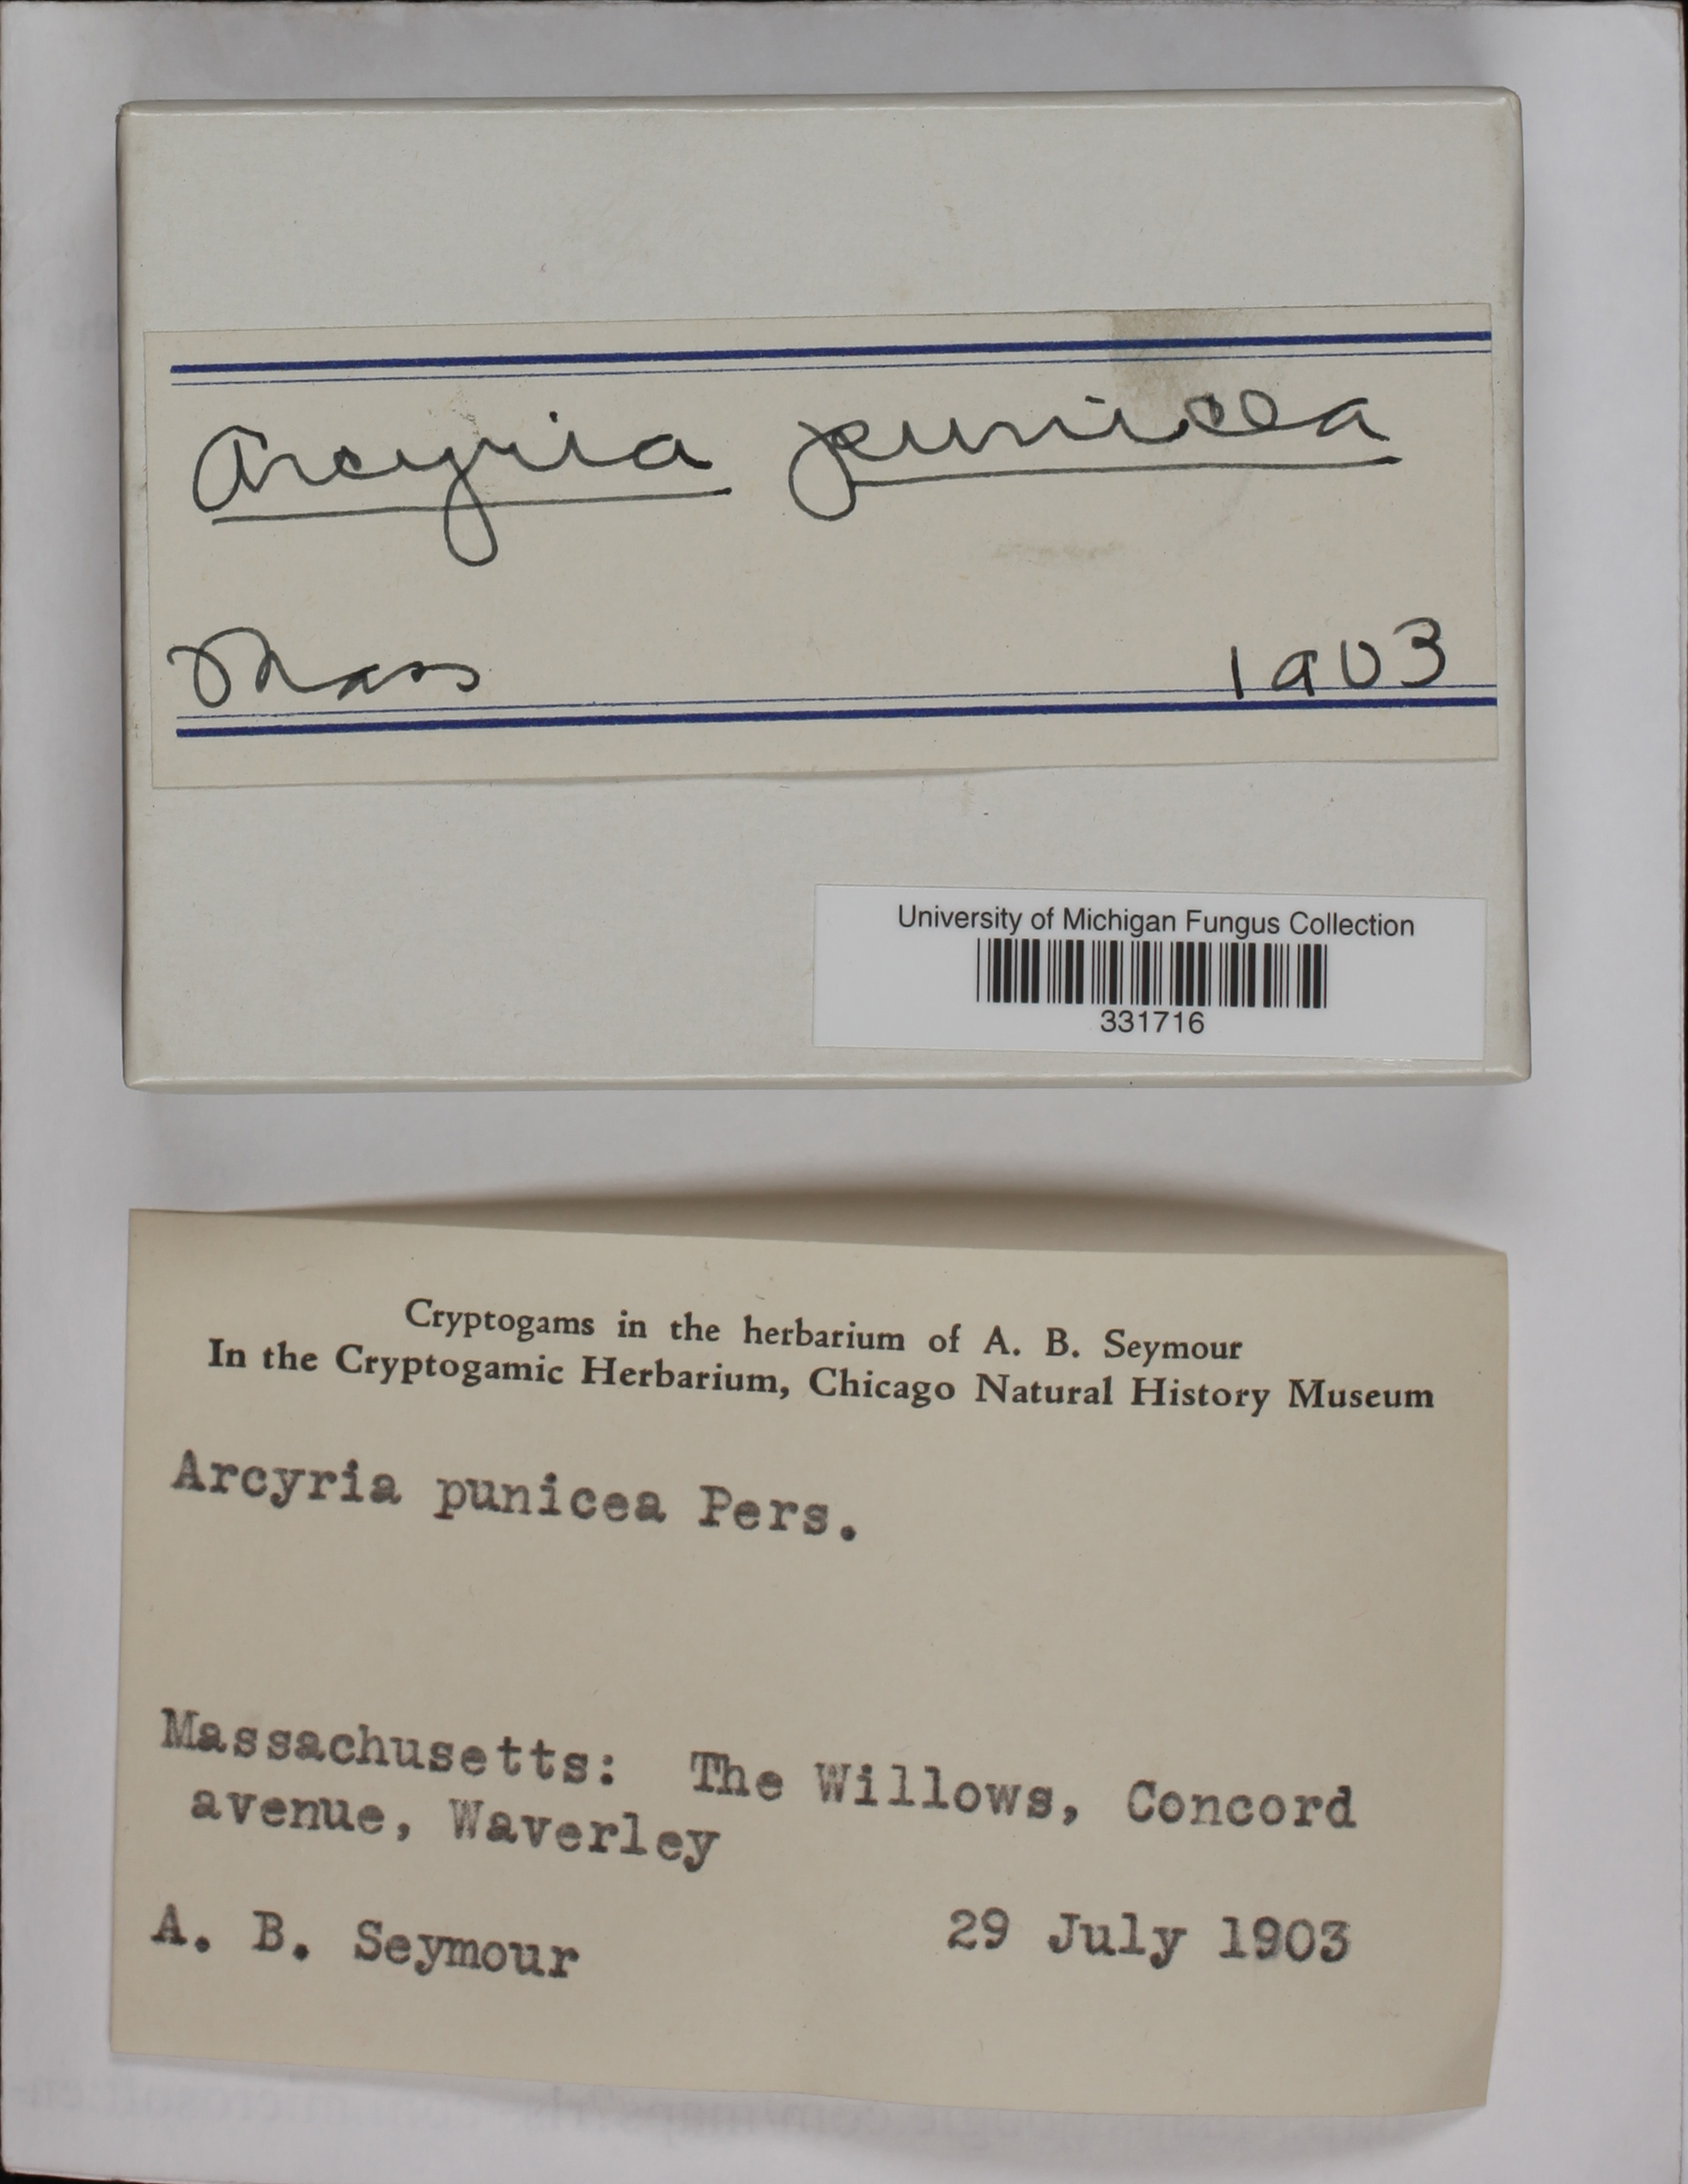 Arcyria punicea
Mass 1903
University of Michigan Fungus Collection
331716
Cryptogams in the herbarium of A. B. Seymour
In the Cryptogamic Herbarium, Chicago Natural History Museum
Arcyria punicea Pers.
Massachusetts: The Willows, Concord
avenue, Waverley
A. B. Seymour 29 July 1903